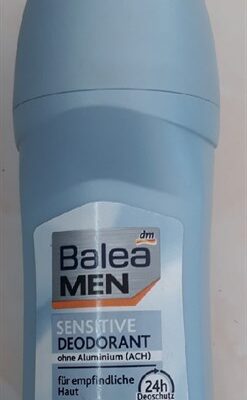 dm
Balea
MEN
SENSITIVE
DEODORANT
ohne Aluminium (ACH)
für empfindliche
Haut
24h
Deoschutz